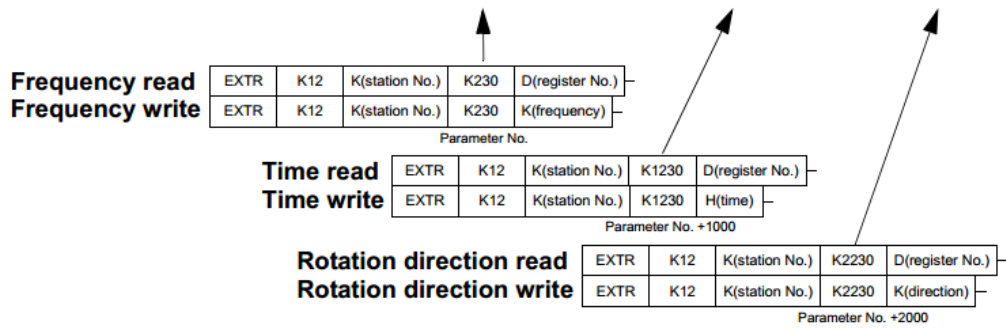 Frequency read EXTR K12 K(station No.) K230 D(register No.)
Frequency write EXTR K12 K(station No.) K230 K(frequency)
Parameter No.
Time read EXTR K12 K(station No.) K1230 D(register No.)
Time write EXTR K12 K(station No.) K1230 H(time)
Parameter No. +1000
Rotation direction read EXTR K12 K(station No.) K2230 D(register No.)
Rotation direction write EXTR K12 K(station No.) K2230 K(direction)
Parameter No. +2000